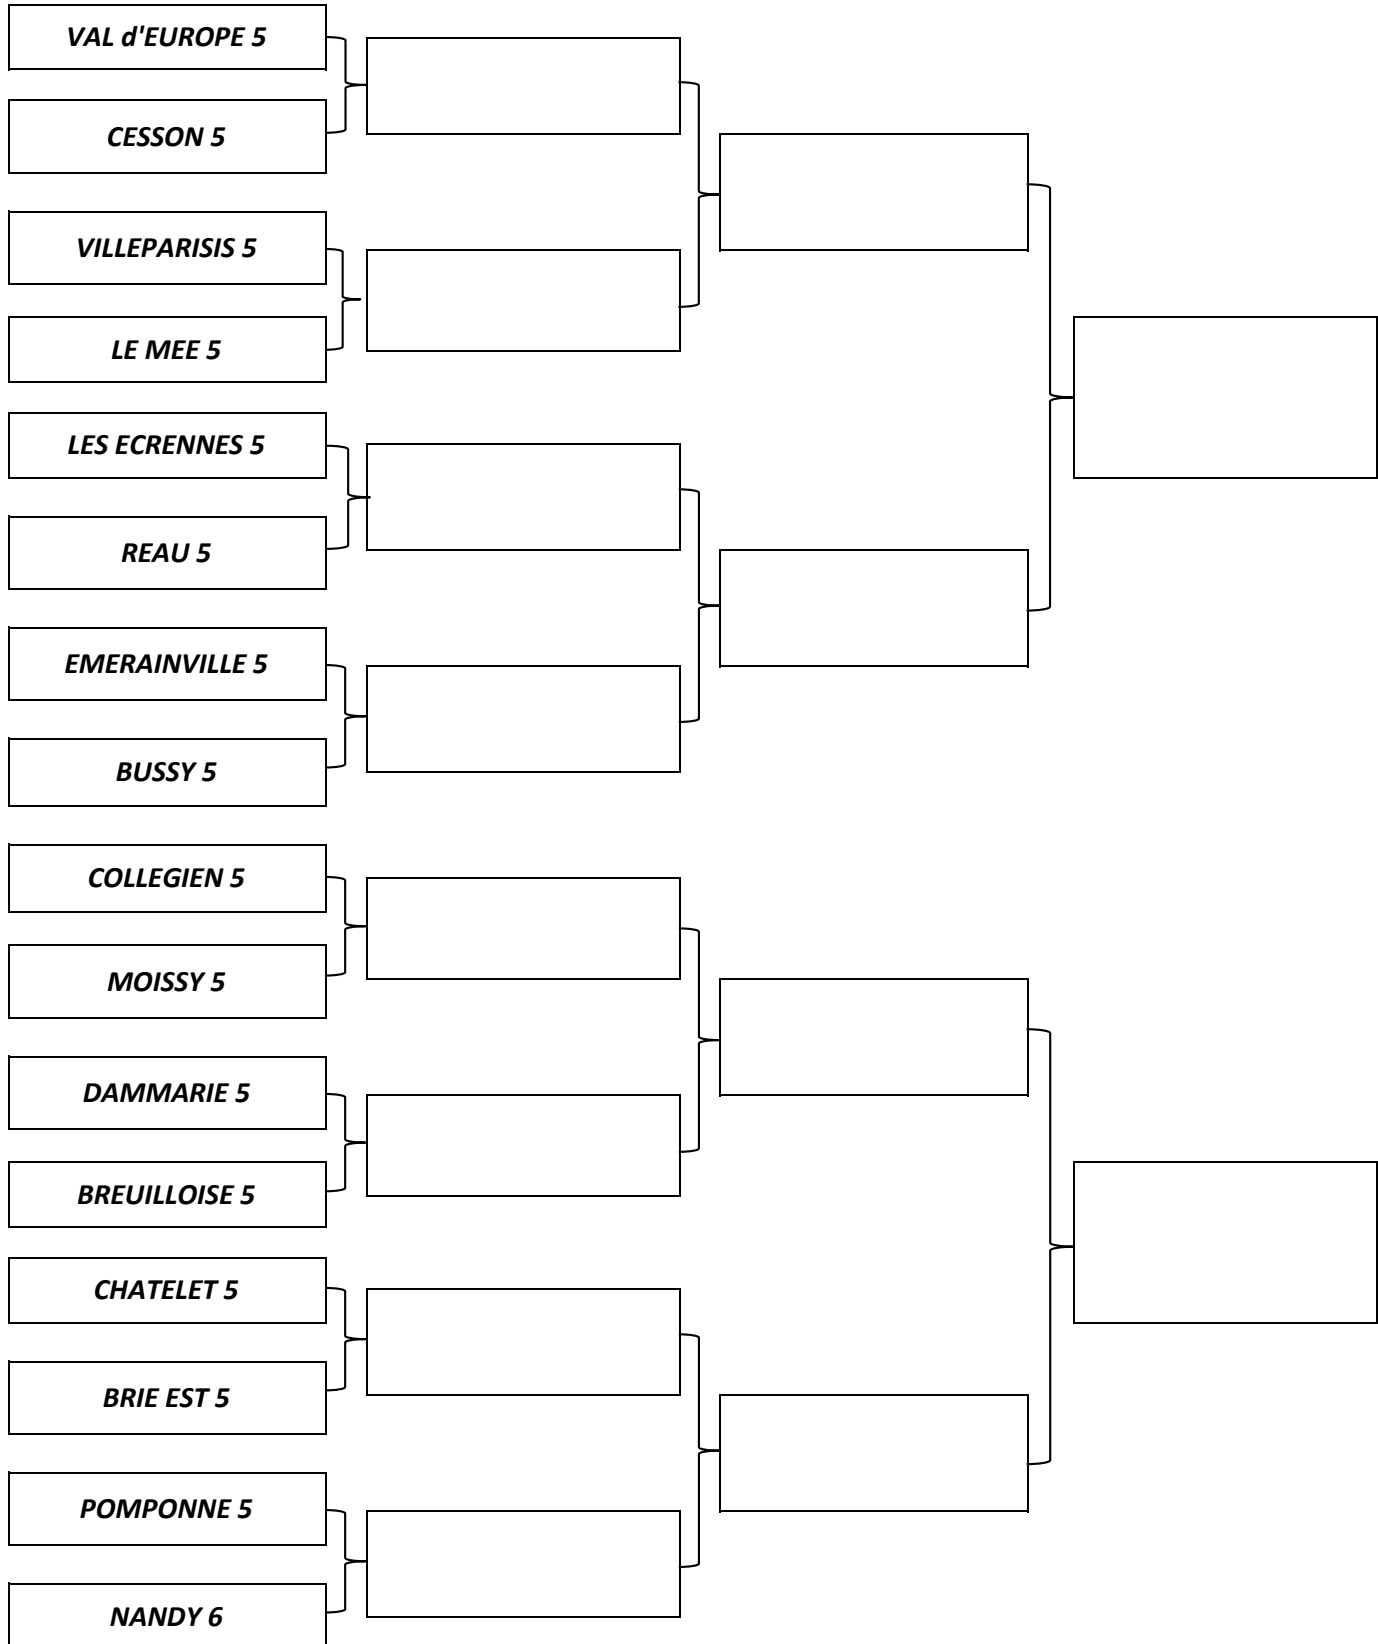 VAL d'EUROPE 5
CESSON 5
VILLEPARISIS 5
LE MEE 5
LES ECRENNES 5
REAU 5
EMERAINVILLE 5
BUSSY 5
COLLEGIEN 5
MOISSY 5
DAMMARIE 5
BREUILLOISE 5
CHATELET 5
BRIE EST 5
POMPONNE 5
NANDY 6